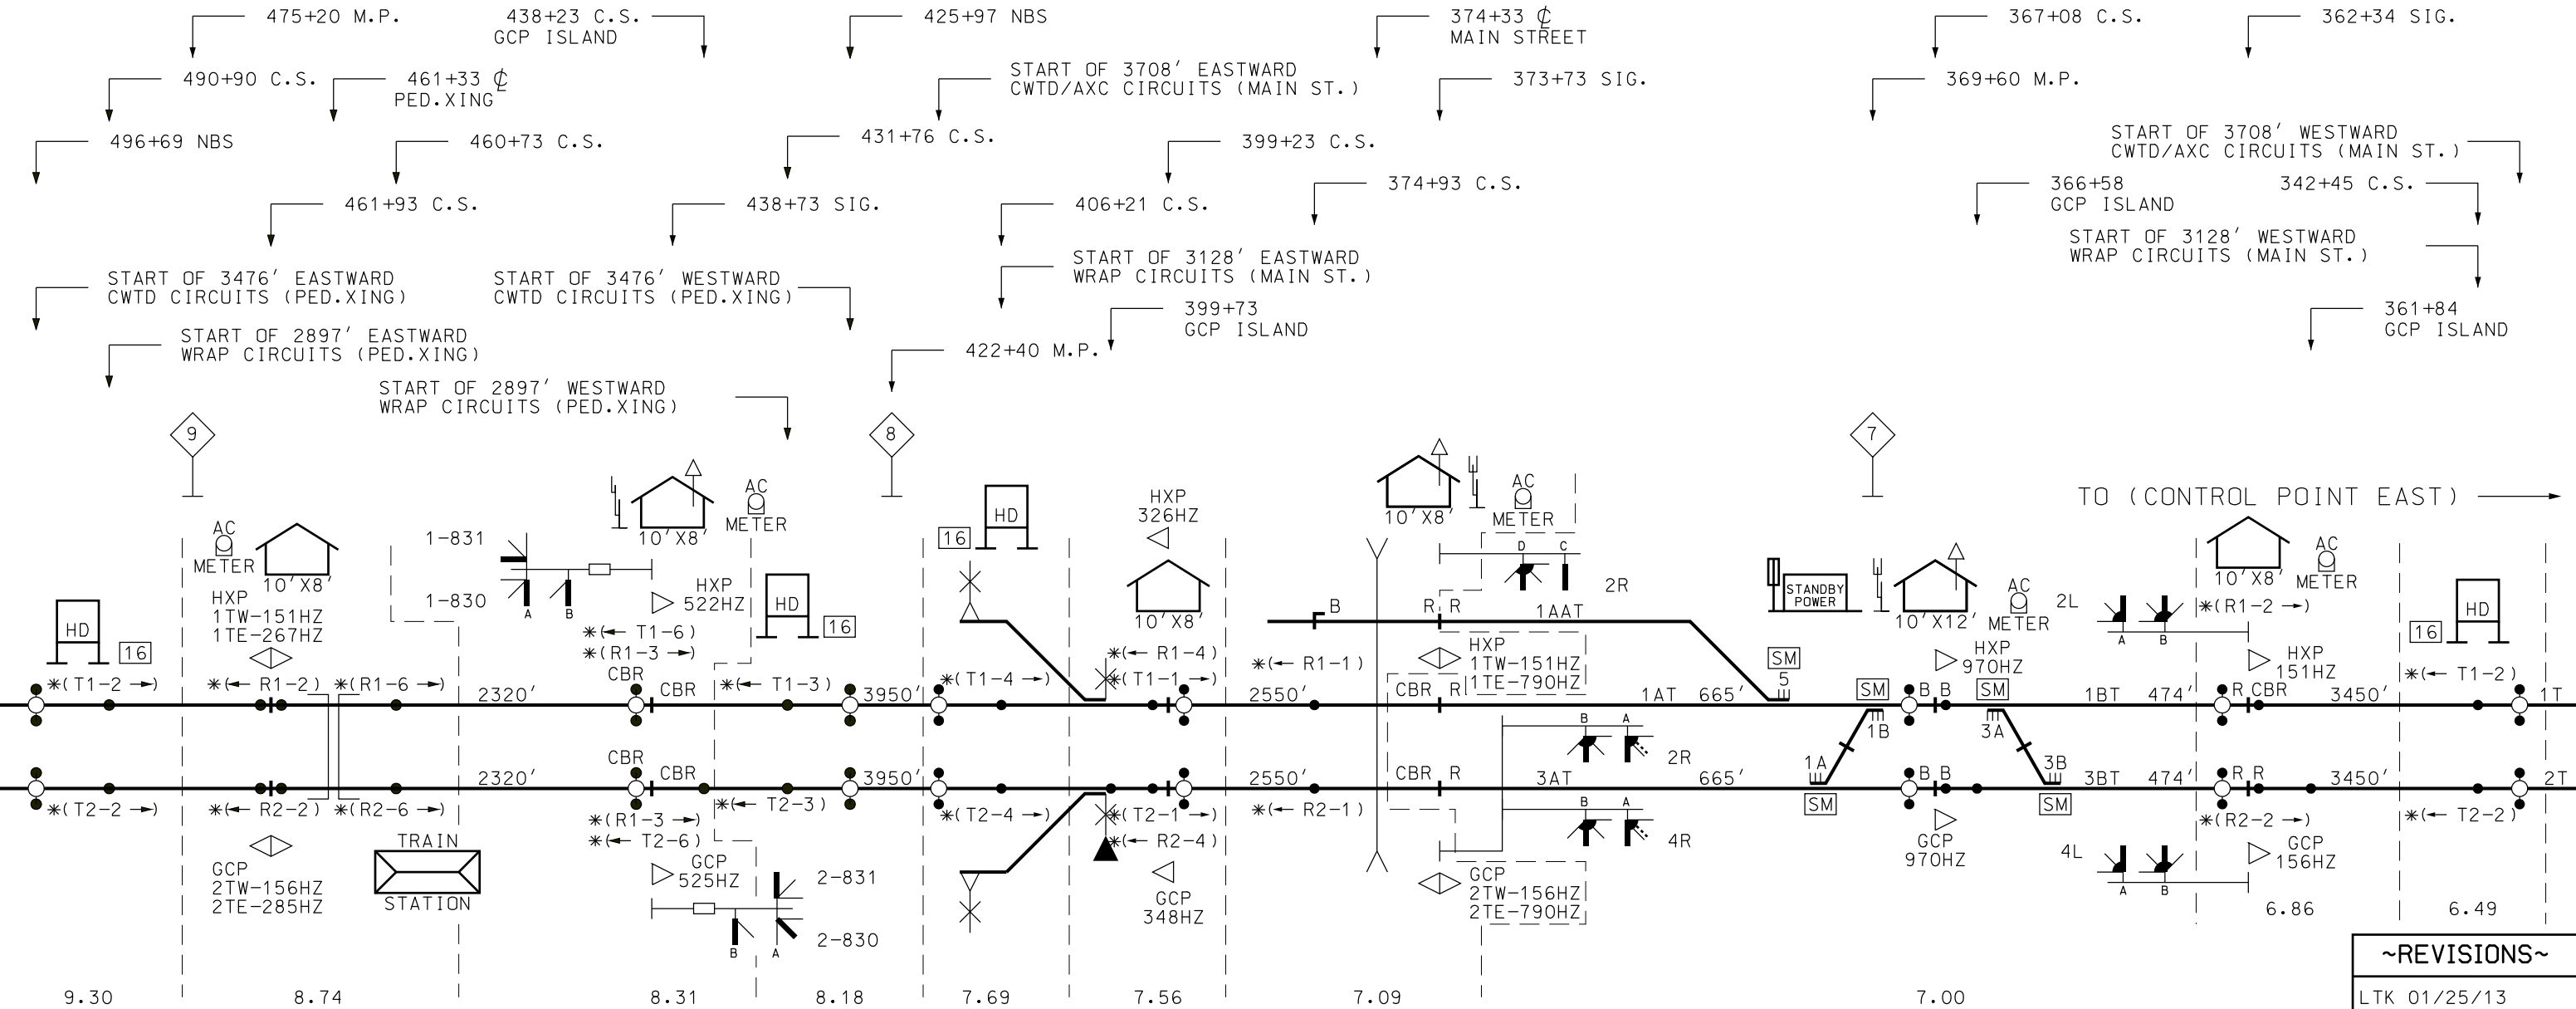 475+20 M.P.
438+23 C.S.
GCP ISLAND
425+97 NBS
374+33 ℄
MAIN STREET
367+08 C.S.
362+34 SIG.
490+90 C.S.
461+33 ℄
PED.XING
START OF 3708' EASTWARD
CWTD/AXC CIRCUITS (MAIN ST.)
373+73 SIG.
369+60 M.P.
496+69 NBS
460+73 C.S.
431+76 C.S.
399+23 C.S.
START OF 3708' WESTWARD
CWTD/AXC CIRCUITS (MAIN ST.)
461+93 C.S.
438+73 SIG.
406+21 C.S.
374+93 C.S.
366+58
GCP ISLAND
342+45 C.S.
START OF 3128' WESTWARD
WRAP CIRCUITS (MAIN ST.)
START OF 3476' EASTWARD
CWTD CIRCUITS (PED.XING)
START OF 3476' WESTWARD
CWTD CIRCUITS (PED.XING)
START OF 3128' EASTWARD
WRAP CIRCUITS (MAIN ST.)
399+73
GCP ISLAND
361+84
GCP ISLAND
START OF 2897' EASTWARD
WRAP CIRCUITS (PED.XING)
422+40 M.P.
START OF 2897' WESTWARD
WRAP CIRCUITS (PED.XING)
9
8
7
TO (CONTROL POINT EAST)
AC
METER
10'X8'
HXP
1TW-151HZ
1TE-267HZ
HD
16
1-831
1-830
A
B
10'X8'
AC
METER
HXP
522HZ
HD
16
16
HD
HXP
326HZ
10'X8'
10'X8'
AC
METER
D
C
2R
B
R
R
1AAT
HXP
1TW-151HZ
1TE-790HZ
STANDBY
POWER
10'X12'
AC
METER
HXP
970HZ
2L
A
B
10'X8'
AC
METER
*(R1-2 →)
HXP
151HZ
HD
16
*(T1-2 →)
*(← R1-2)
*(R1-6 →)
*(← T1-6)
*(R1-3 →)
CBR
CBR
*(← T1-3)
*(T1-4 →)
*(← R1-4)
*(T1-1 →)
*(← R1-1)
CBR
R
SM
5
SM
SM
*(← T1-2)
2320'
3950'
2550'
1AT
665'
1B
B
B
3A
1BT
474'
R
CBR
3450'
1T
B
A
2R
1A
3B
2320'
CBR
CBR
3950'
2550'
CBR
R
3AT
665'
B
B
3BT
474'
R
R
3450'
2T
*(T2-2 →)
*(← R2-2)
*(R2-6 →)
*(R1-3 →)
*(← T2-6)
*(← T2-3)
*(T2-4 →)
*(T2-1 →)
*(← R2-4)
*(← R2-1)
B
A
4R
SM
SM
*(R2-2 →)
*(← T2-2)
GCP
2TW-156HZ
2TE-285HZ
TRAIN
STATION
GCP
525HZ
2-831
2-830
B
A
GCP
348HZ
GCP
2TW-156HZ
2TE-790HZ
GCP
970HZ
4L
A
B
GCP
156HZ
6.86
6.49
~REVISIONS~
LTK 01/25/13
9.30
8.74
8.31
8.18
7.69
7.56
7.09
7.00